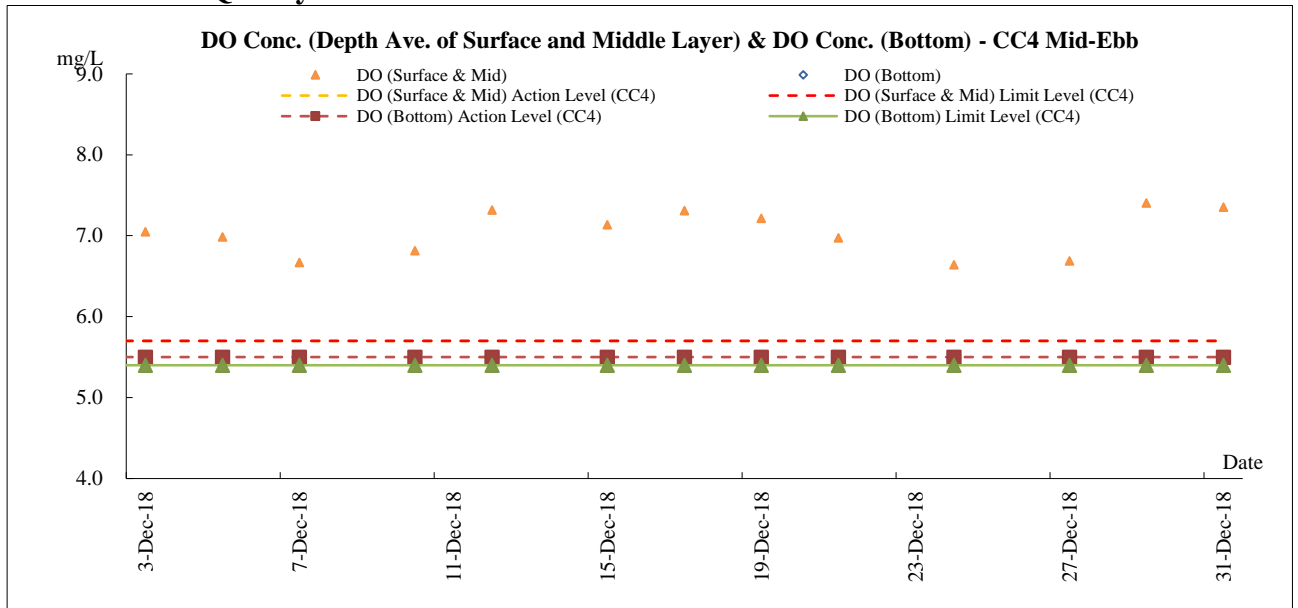 DO Conc. (Depth Ave. of Surface and Middle Layer) & DO Conc. (Bottom) - CC4 Mid-Ebb
mg/L
DO (Surface & Mid)
DO (Bottom)
DO (Surface & Mid) Action Level (CC4)
DO (Surface & Mid) Limit Level (CC4)
DO (Bottom) Action Level (CC4)
DO (Bottom) Limit Level (CC4)
9.0
8.0
7.0
6.0
5.0
4.0
Date
3-Dec-18
7-Dec-18
11-Dec-18
15-Dec-18
19-Dec-18
23-Dec-18
27-Dec-18
31-Dec-18